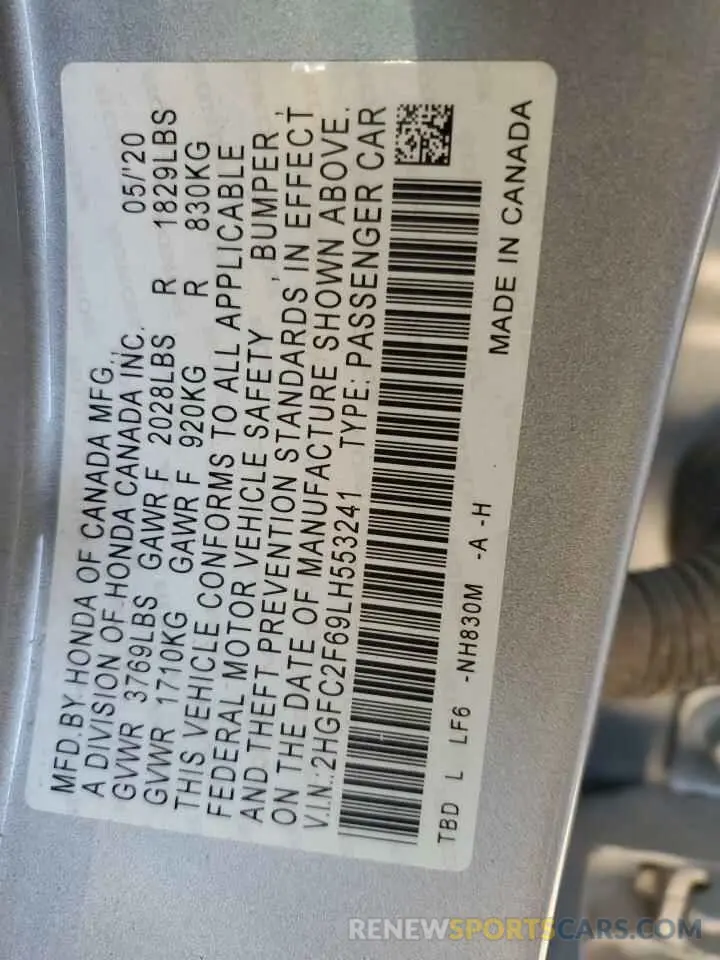 MFD.BY HONDA OF CANADA MFG.,
A DIVISION OF HONDA CANADA INC. 05/'20
GVWR 3769LBS GAWR F 2028LBS R 1829LBS
GVWR 1710KG GAWR F 920KG R 830KG
THIS VEHICLE CONFORMS TO ALL APPLICABLE
FEDERAL MOTOR VEHICLE SAFETY , BUMPER ,
AND THEFT PREVENTION STANDARDS IN EFFECT
ON THE DATE OF MANUFACTURE SHOWN ABOVE.
V.I.N.:2HGFC2F69LH553241 TYPE: PASSENGER CAR
TBD L LF6 -NH830M -A -H
MADE IN CANADA
RENEWSPORTSCARS.COM